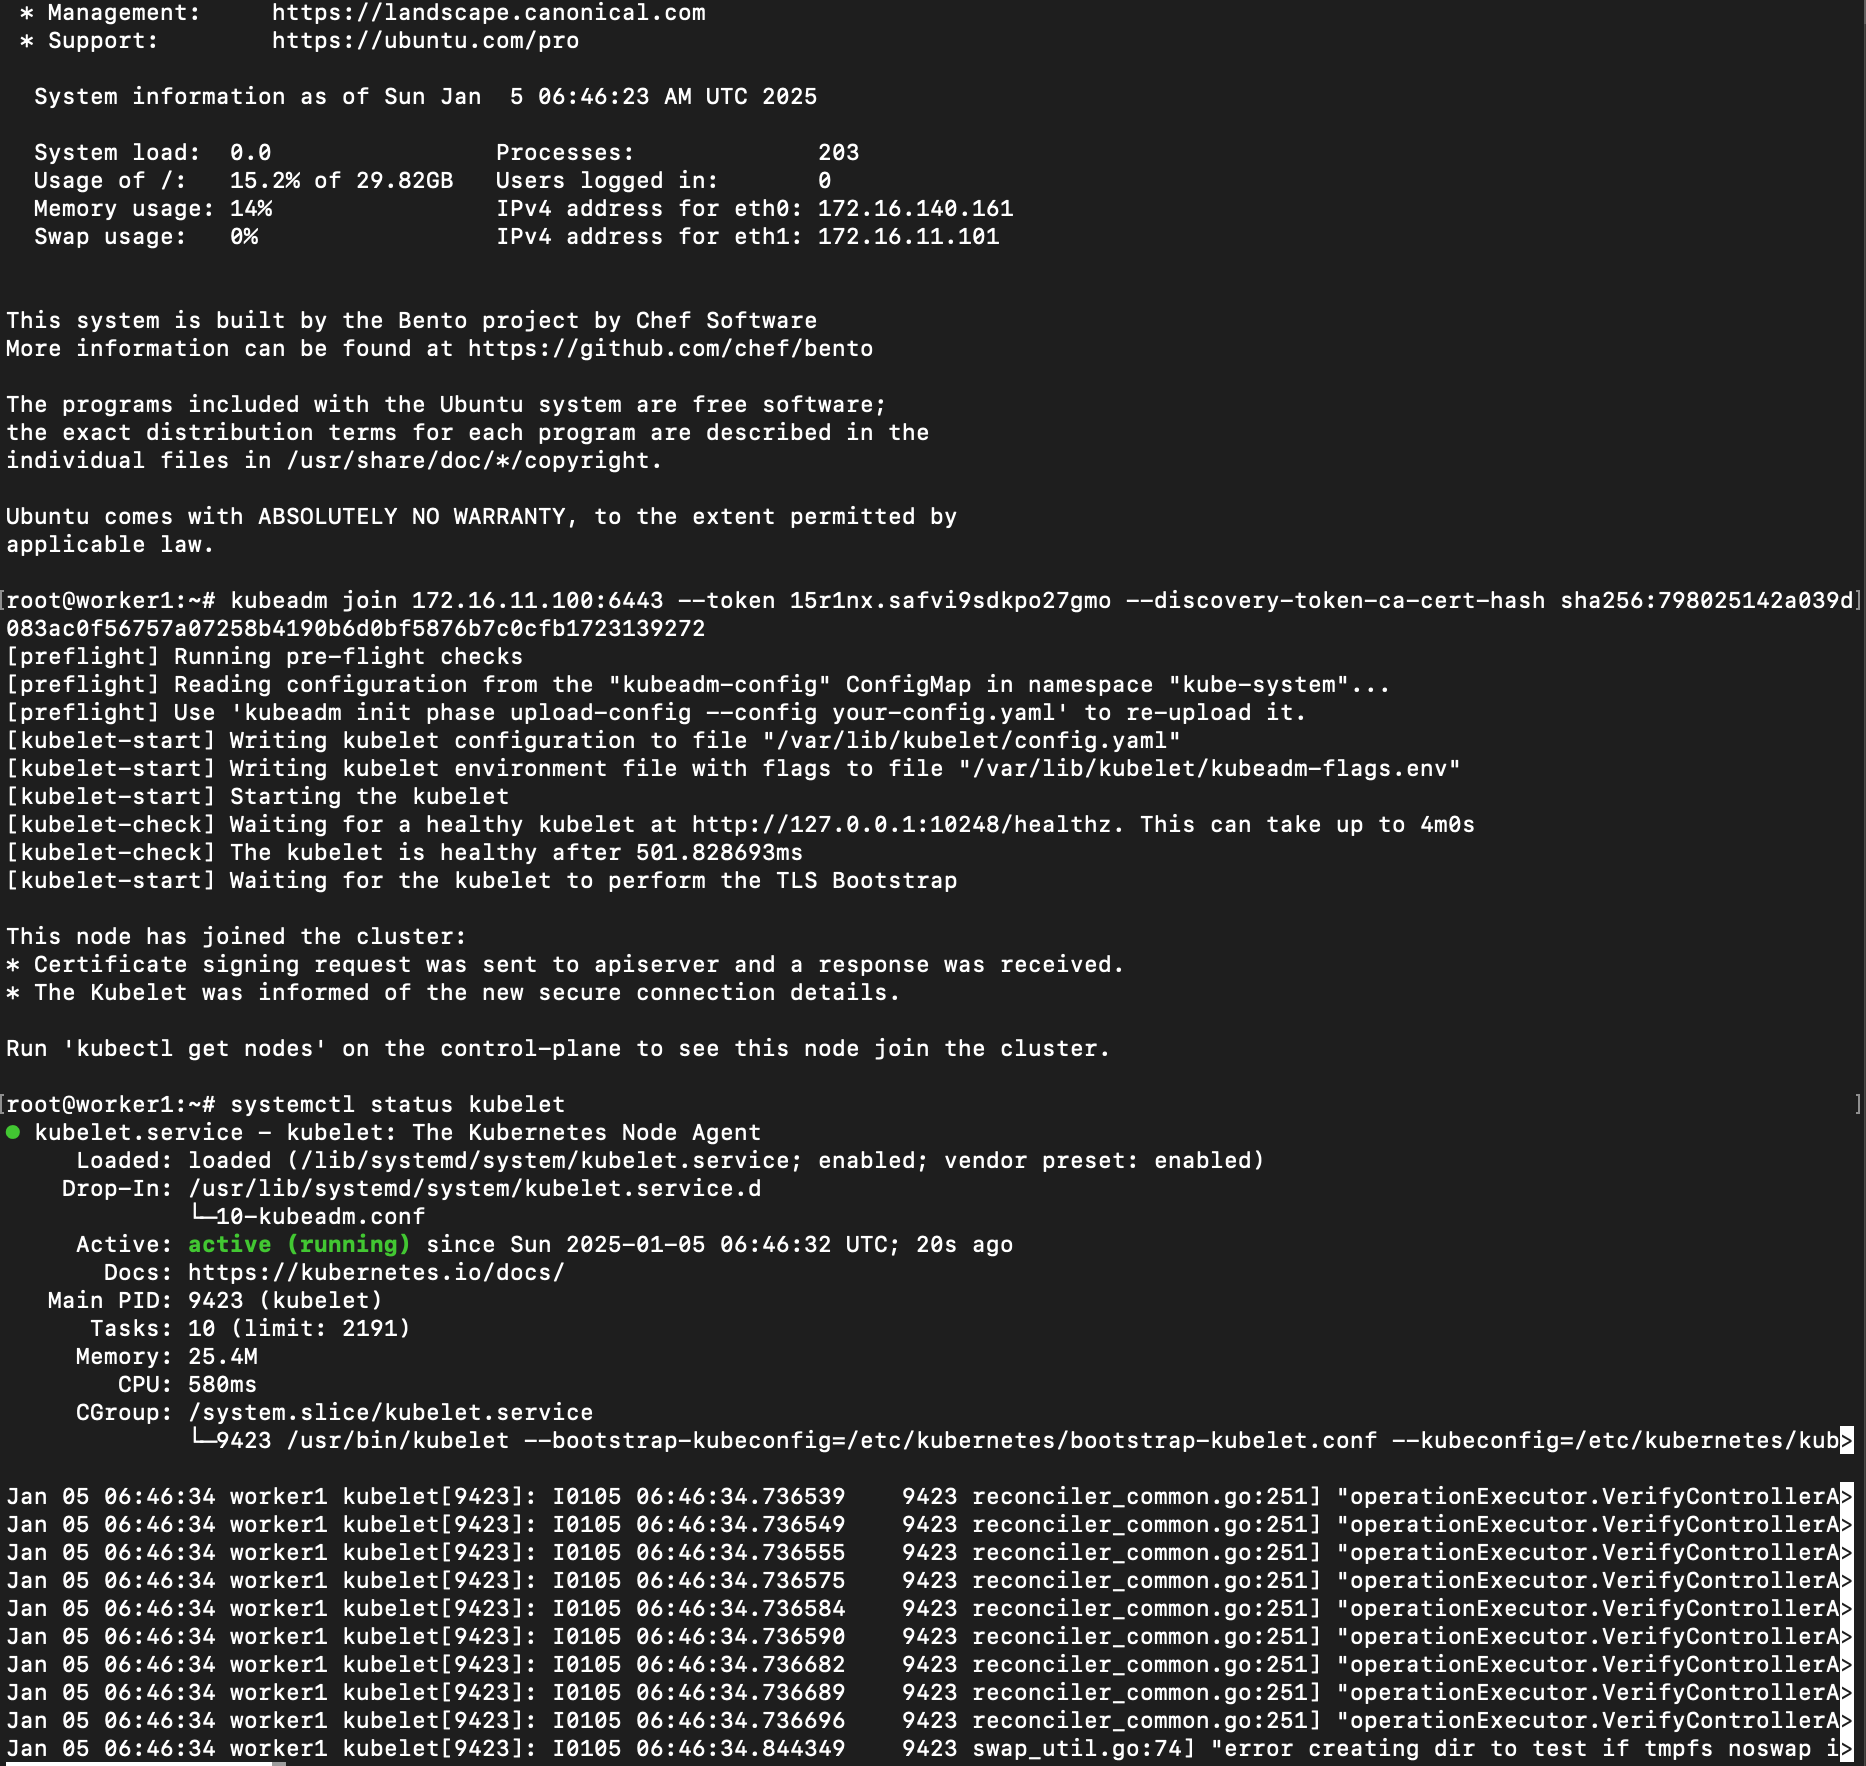 * Management:     https://landscape.canonical.com
 * Support:        https://ubuntu.com/pro

  System information as of Sun Jan  5 06:46:23 AM UTC 2025

  System load:  0.0                Processes:             203
  Usage of /:   15.2% of 29.82GB   Users logged in:       0
  Memory usage: 14%                IPv4 address for eth0: 172.16.140.161
  Swap usage:   0%                 IPv4 address for eth1: 172.16.11.101


This system is built by the Bento project by Chef Software
More information can be found at https://github.com/chef/bento

The programs included with the Ubuntu system are free software;
the exact distribution terms for each program are described in the
individual files in /usr/share/doc/*/copyright.

Ubuntu comes with ABSOLUTELY NO WARRANTY, to the extent permitted by
applicable law.

[root@worker1:~# kubeadm join 172.16.11.100:6443 --token 15r1nx.safvi9sdkpo27gmo --discovery-token-ca-cert-hash sha256:798025142a039d]
083ac0f56757a07258b4190b6d0bf5876b7c0cfb1723139272
[preflight] Running pre-flight checks
[preflight] Reading configuration from the "kubeadm-config" ConfigMap in namespace "kube-system"...
[preflight] Use 'kubeadm init phase upload-config --config your-config.yaml' to re-upload it.
[kubelet-start] Writing kubelet configuration to file "/var/lib/kubelet/config.yaml"
[kubelet-start] Writing kubelet environment file with flags to file "/var/lib/kubelet/kubeadm-flags.env"
[kubelet-start] Starting the kubelet
[kubelet-check] Waiting for a healthy kubelet at http://127.0.0.1:10248/healthz. This can take up to 4m0s
[kubelet-check] The kubelet is healthy after 501.828693ms
[kubelet-start] Waiting for the kubelet to perform the TLS Bootstrap

This node has joined the cluster:
* Certificate signing request was sent to apiserver and a response was received.
* The Kubelet was informed of the new secure connection details.

Run 'kubectl get nodes' on the control-plane to see this node join the cluster.

[root@worker1:~# systemctl status kubelet ]
● kubelet.service - kubelet: The Kubernetes Node Agent
     Loaded: loaded (/lib/systemd/system/kubelet.service; enabled; vendor preset: enabled)
    Drop-In: /usr/lib/systemd/system/kubelet.service.d
             └─10-kubeadm.conf
     Active: active (running) since Sun 2025-01-05 06:46:32 UTC; 20s ago
       Docs: https://kubernetes.io/docs/
   Main PID: 9423 (kubelet)
      Tasks: 10 (limit: 2191)
     Memory: 25.4M
        CPU: 580ms
     CGroup: /system.slice/kubelet.service
             └─9423 /usr/bin/kubelet --bootstrap-kubeconfig=/etc/kubernetes/bootstrap-kubelet.conf --kubeconfig=/etc/kubernetes/kub>

Jan 05 06:46:34 worker1 kubelet[9423]: I0105 06:46:34.736539    9423 reconciler_common.go:251] "operationExecutor.VerifyControllerA>
Jan 05 06:46:34 worker1 kubelet[9423]: I0105 06:46:34.736549    9423 reconciler_common.go:251] "operationExecutor.VerifyControllerA>
Jan 05 06:46:34 worker1 kubelet[9423]: I0105 06:46:34.736555    9423 reconciler_common.go:251] "operationExecutor.VerifyControllerA>
Jan 05 06:46:34 worker1 kubelet[9423]: I0105 06:46:34.736575    9423 reconciler_common.go:251] "operationExecutor.VerifyControllerA>
Jan 05 06:46:34 worker1 kubelet[9423]: I0105 06:46:34.736584    9423 reconciler_common.go:251] "operationExecutor.VerifyControllerA>
Jan 05 06:46:34 worker1 kubelet[9423]: I0105 06:46:34.736590    9423 reconciler_common.go:251] "operationExecutor.VerifyControllerA>
Jan 05 06:46:34 worker1 kubelet[9423]: I0105 06:46:34.736682    9423 reconciler_common.go:251] "operationExecutor.VerifyControllerA>
Jan 05 06:46:34 worker1 kubelet[9423]: I0105 06:46:34.736689    9423 reconciler_common.go:251] "operationExecutor.VerifyControllerA>
Jan 05 06:46:34 worker1 kubelet[9423]: I0105 06:46:34.736696    9423 reconciler_common.go:251] "operationExecutor.VerifyControllerA>
Jan 05 06:46:34 worker1 kubelet[9423]: I0105 06:46:34.844349    9423 swap_util.go:74] "error creating dir to test if tmpfs noswap i>